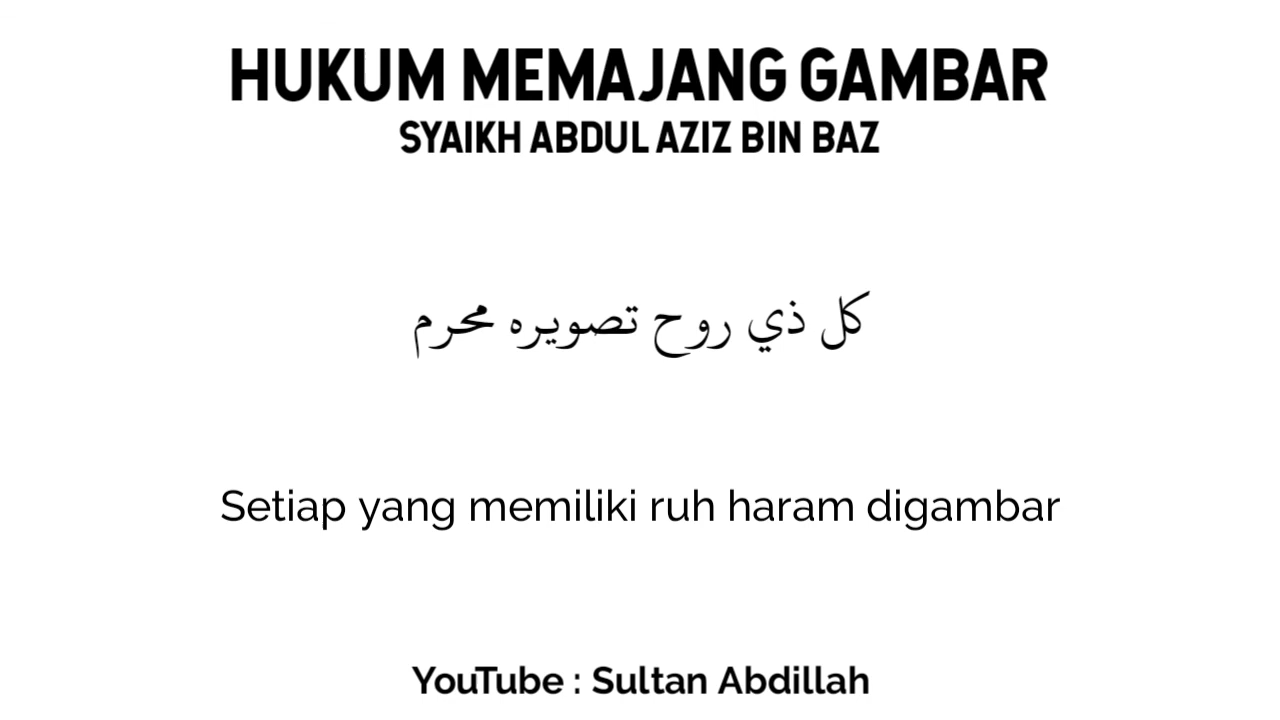 HUKUM MEMAJANG GAMBAR
SYAIKH ABDUL AZIZ BIN BAZ
كل ذي روح تصويره محرم
Setiap yang memiliki ruh haram digambar
YouTube : Sultan Abdillah